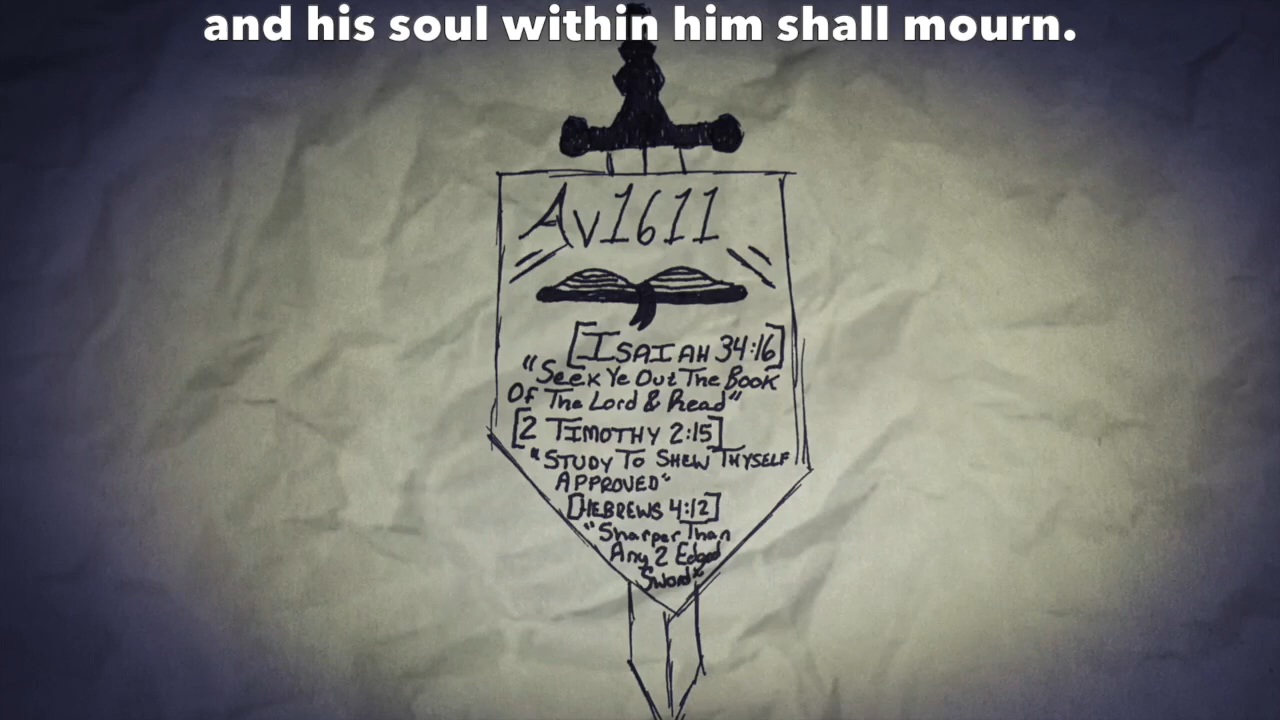 and his soul within him shall mourn.
Av1611
[ISAIAH 34:16]
"Seek Ye Out The Book
Of The Lord & Read"
[2 TIMOTHY 2:15]
"STUDY TO SHEW THYSELF
APPROVED"
[HEBREWS 4:12]
"Sharper Than
Any 2 Edged
Sword"